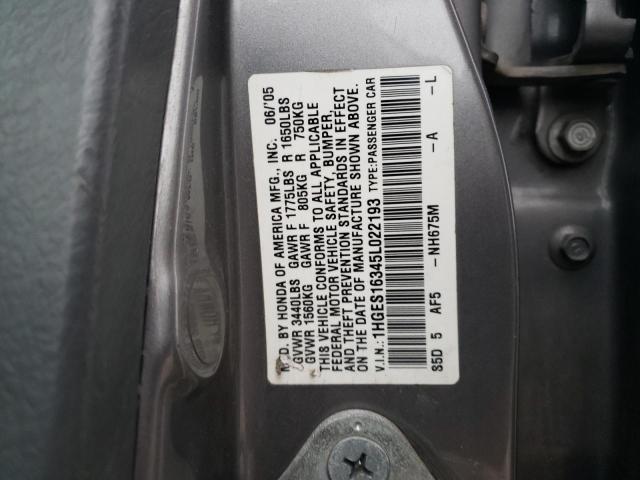 MFD. BY HONDA OF AMERICA MFG., INC. 06/'05
GVWR 3440LBS GAWR F 1775LBS R 1650LBS
GVWR 1560KG GAWR F 805KG R 750KG
THIS VEHICLE CONFORMS TO ALL APPLICABLE
FEDERAL MOTOR VEHICLE SAFETY, BUMPER,
AND THEFT PREVENTION STANDARDS IN EFFECT
ON THE DATE OF MANUFACTURE SHOWN ABOVE.
V.I.N.: 1HGES16345L022193 TYPE:PASSENGER CAR
S5D 5 AF5 -NH675M -A -L